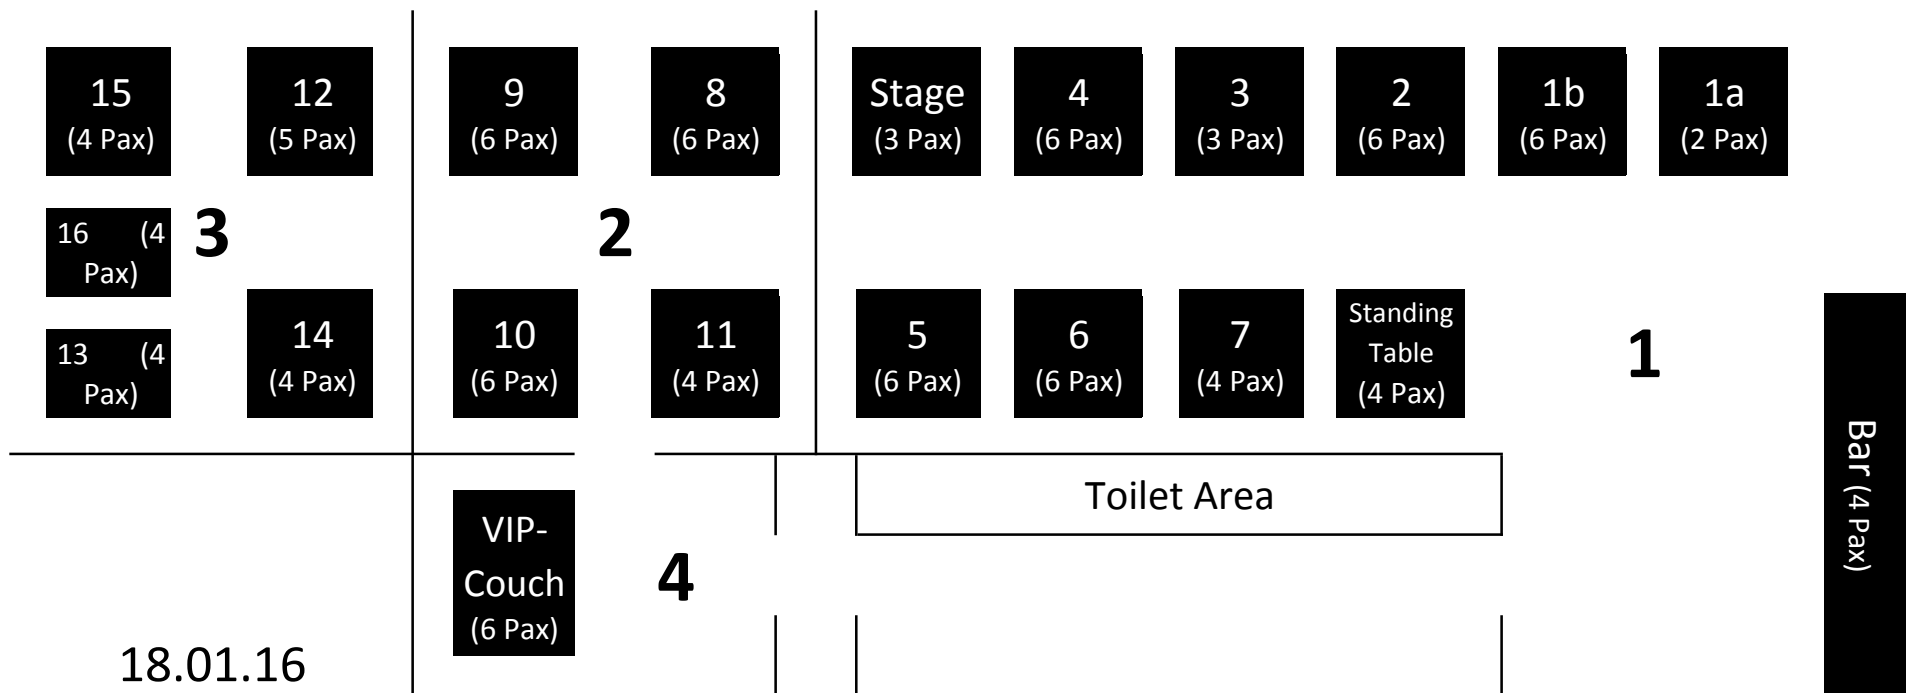 15
(4 Pax)
12
(5 Pax)
9
(6 Pax)
8
(6 Pax)
Stage
(3 Pax)
4
(6 Pax)
3
(3 Pax)
2
(6 Pax)
1b
(6 Pax)
1a
(2 Pax)
16 (4
Pax)
3
2
13 (4
Pax)
14
(4 Pax)
10
(6 Pax)
11
(4 Pax)
5
(6 Pax)
6
(6 Pax)
7
(4 Pax)
Standing
Table
(4 Pax)
1
Bar (4 Pax)
Toilet Area
VIP-
Couch
(6 Pax)
4
18.01.16